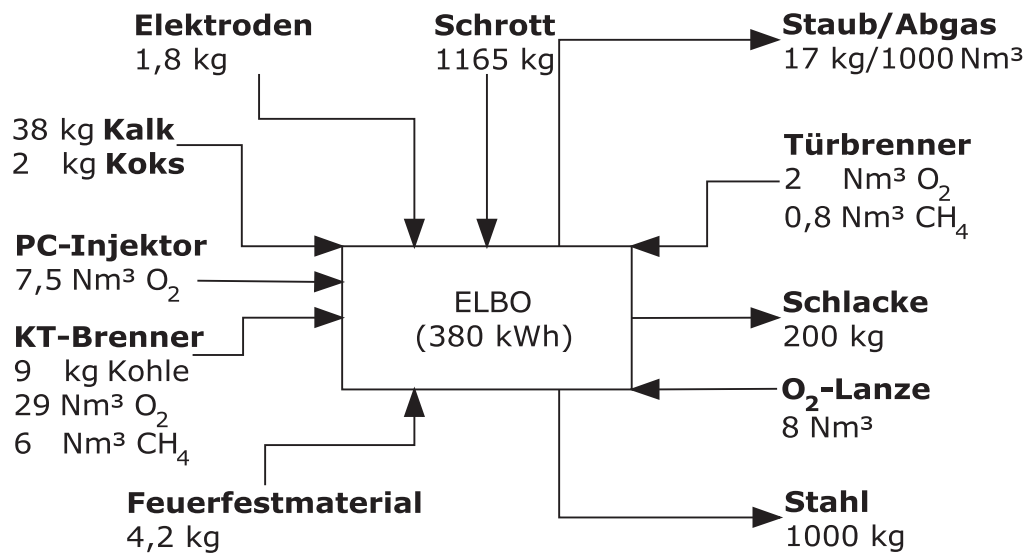 Elektroden
1,8 kg
Schrott
1165 kg
Staub/Abgas
17 kg/1000 Nm³
38 kg Kalk
2 kg Koks
Türbrenner
2 Nm³ O₂
0,8 Nm³ CH₄
PC-Injektor
7,5 Nm³ O₂
ELBO
(380 kWh)
Schlacke
200 kg
KT-Brenner
9 kg Kohle
29 Nm³ O₂
6 Nm³ CH₄
O₂-Lanze
8 Nm³
Feuerfestmaterial
4,2 kg
Stahl
1000 kg